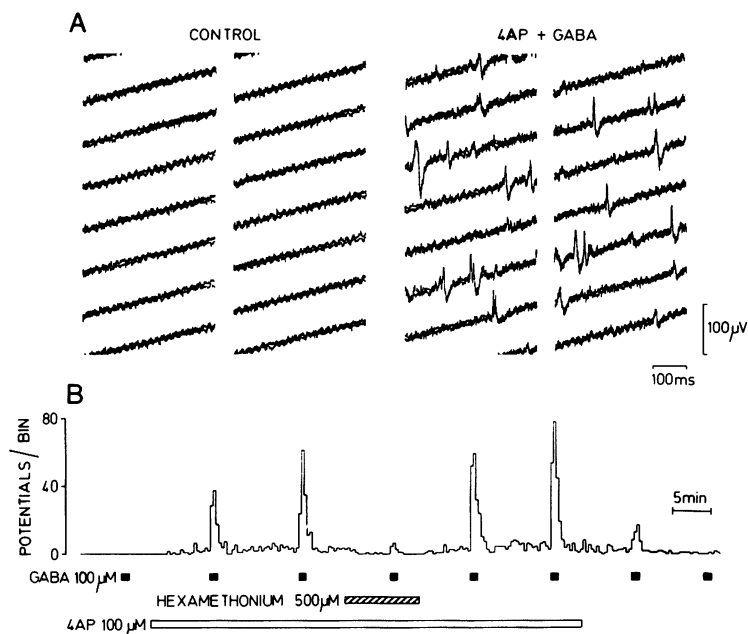 A
CONTROL
4AP + GABA
100μV
100ms
B
POTENTIALS / BIN
80
40
0
5min
GABA 100μM
HEXAMETHONIUM 500μM
4AP 100μM